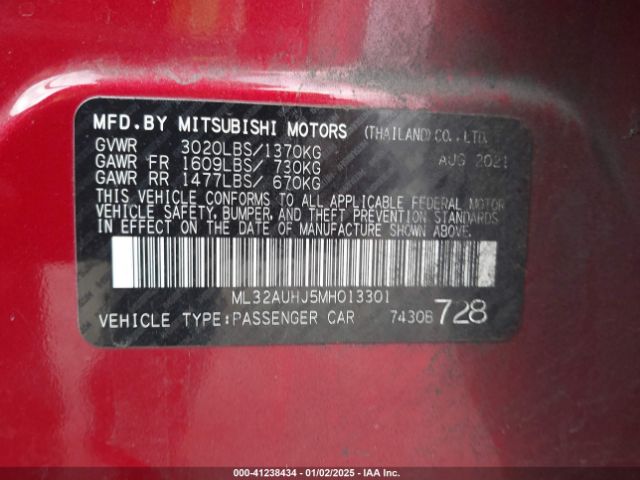 MFD.BY MITSUBISHI MOTORS (THAILAND) CO., LTD.
GVWR 3020LBS/1370KG AUG 2021
GAWR FR 1609LBS/ 730KG
GAWR RR 1477LBS/ 670KG
THIS VEHICLE CONFORMS TO ALL APPLICABLE FEDERAL MOTOR
VEHICLE SAFETY, BUMPER, AND THEFT PREVENTION STANDARDS
IN EFFECT ON THE DATE OF MANUFACTURE SHOWN ABOVE.
ML32AUHJ5MH013301
VEHICLE TYPE:PASSENGER CAR 7430B 728
000-41238434 - 01/02/2025 - IAA Inc.